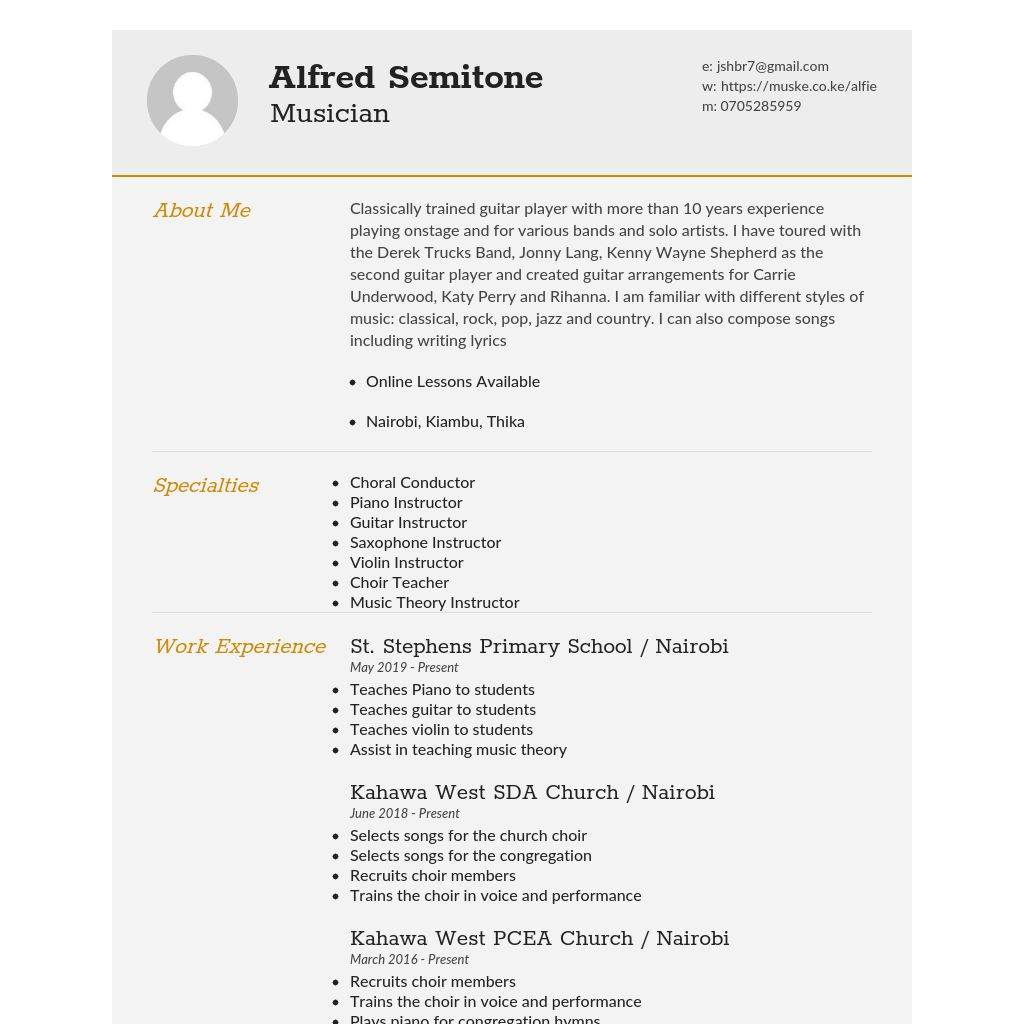 Alfred Semitone
Musician
e: jshbr7@gmail.com
w: https://muske.co.ke/alfie
m: 0705285959
About Me
Classically trained guitar player with more than 10 years experience
playing onstage and for various bands and solo artists. I have toured with
the Derek Trucks Band, Jonny Lang, Kenny Wayne Shepherd as the
second guitar player and created guitar arrangements for Carrie
Underwood, Katy Perry and Rihanna. I am familiar with different styles of
music: classical, rock, pop, jazz and country. I can also compose songs
including writing lyrics
• Online Lessons Available
• Nairobi, Kiambu, Thika
Specialties
• Choral Conductor
• Piano Instructor
• Guitar Instructor
• Saxophone Instructor
• Violin Instructor
• Choir Teacher
• Music Theory Instructor
Work Experience
St. Stephens Primary School / Nairobi
May 2019 - Present
• Teaches Piano to students
• Teaches guitar to students
• Teaches violin to students
• Assist in teaching music theory
Kahawa West SDA Church / Nairobi
June 2018 - Present
• Selects songs for the church choir
• Selects songs for the congregation
• Recruits choir members
• Trains the choir in voice and performance
Kahawa West PCEA Church / Nairobi
March 2016 - Present
• Recruits choir members
• Trains the choir in voice and performance
• Plays piano for congregation hymns